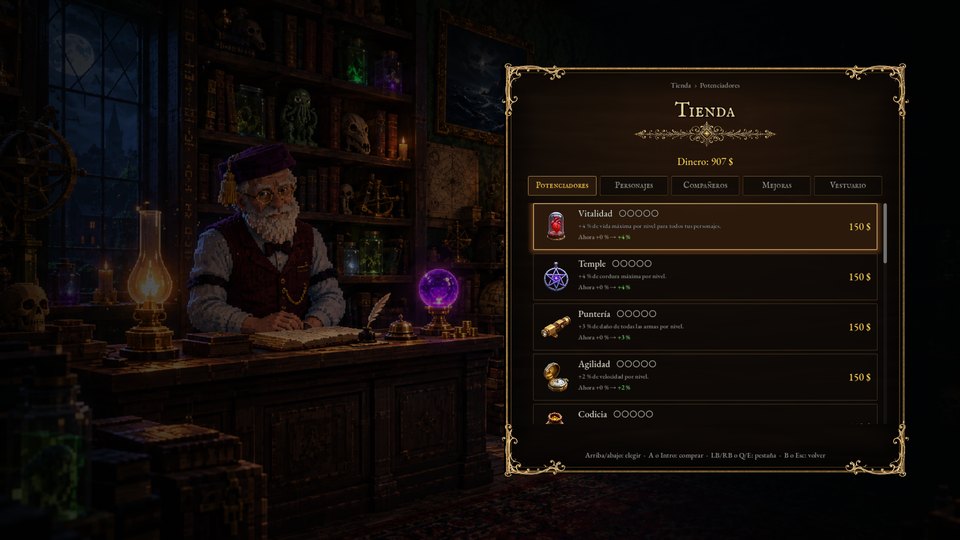 Tienda › Potenciadores
Tienda
Dinero: 907 $
Potenciadores Personajes Compañeros Mejoras Vestuario
Vitalidad
+4 % de vida máxima por nivel para todos tus personajes.
Ahora +0 % → +4 %
150 $
Temple
+4 % de cordura máxima por nivel.
Ahora +0 % → +4 %
150 $
Puntería
+3 % de daño de todas las armas por nivel.
Ahora +0 % → +3 %
150 $
Agilidad
+2 % de velocidad por nivel.
Ahora +0 % → +2 %
150 $
Codicia
Arriba/abajo: elegir - A o Intro: comprar - LB/RB o Q/E: pestaña - B o Esc: volver